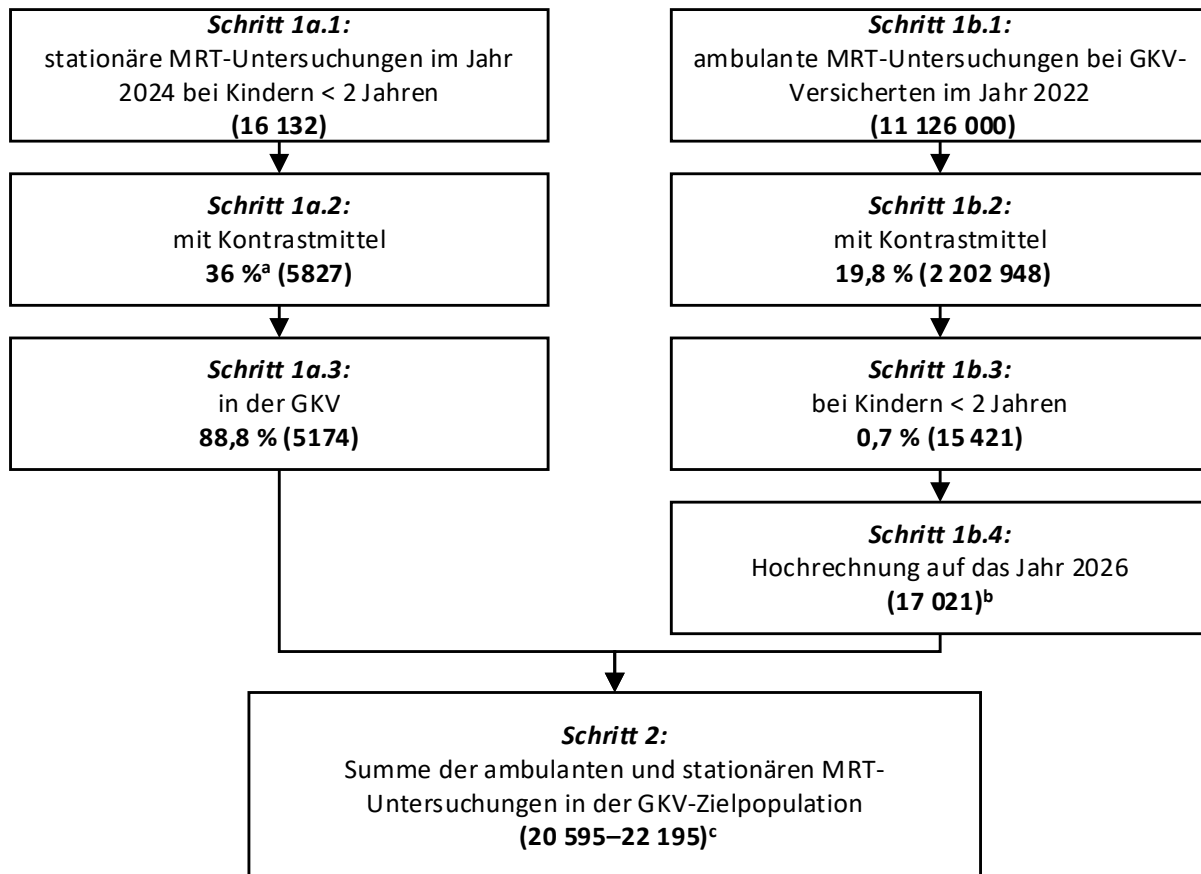 Schritt 1a.1:
stationäre MRT-Untersuchungen im Jahr
2024 bei Kindern < 2 Jahren
(16 132)
Schritt 1a.2:
mit Kontrastmittel
36 %ᵃ (5827)
Schritt 1a.3:
in der GKV
88,8 % (5174)
Schritt 1b.1:
ambulante MRT-Untersuchungen bei GKV-
Versicherten im Jahr 2022
(11 126 000)
Schritt 1b.2:
mit Kontrastmittel
19,8 % (2 202 948)
Schritt 1b.3:
bei Kindern < 2 Jahren
0,7 % (15 421)
Schritt 1b.4:
Hochrechnung auf das Jahr 2026
(17 021)ᵇ
Schritt 2:
Summe der ambulanten und stationären MRT-
Untersuchungen in der GKV-Zielpopulation
(20 595–22 195)ᶜ